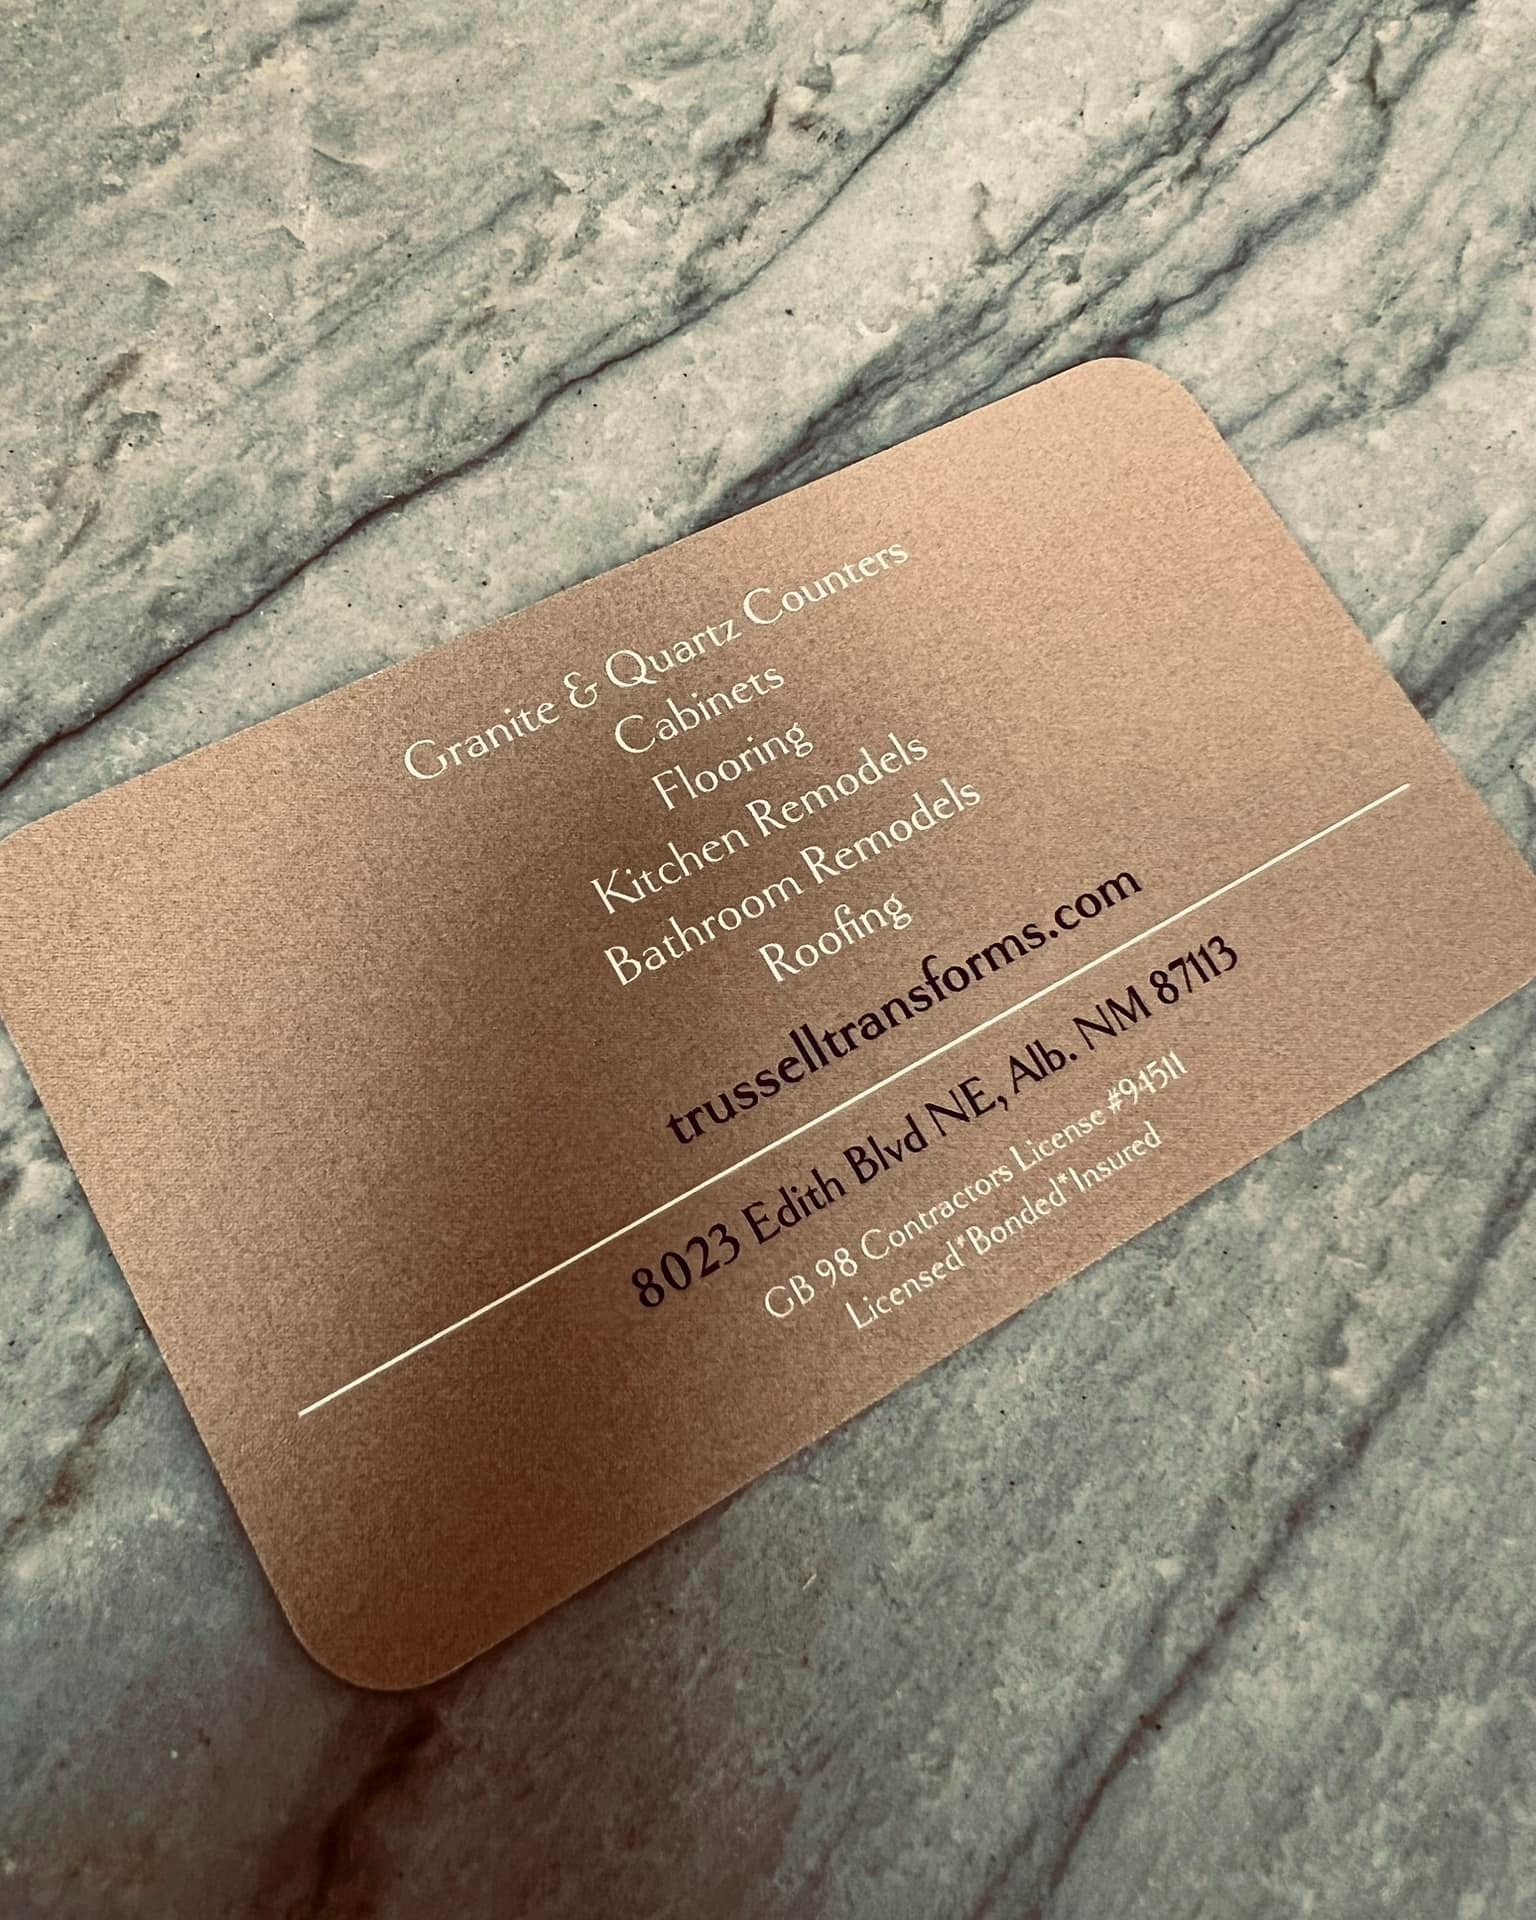 Granite & Quartz Counters
Cabinets
Flooring
Kitchen Remodels
Bathroom Remodels
Roofing
trusselltransforms.com
8023 Edith Blvd NE, Alb. NM 87113
GB 98 Contractors License #94511
Licensed*Bonded*Insured